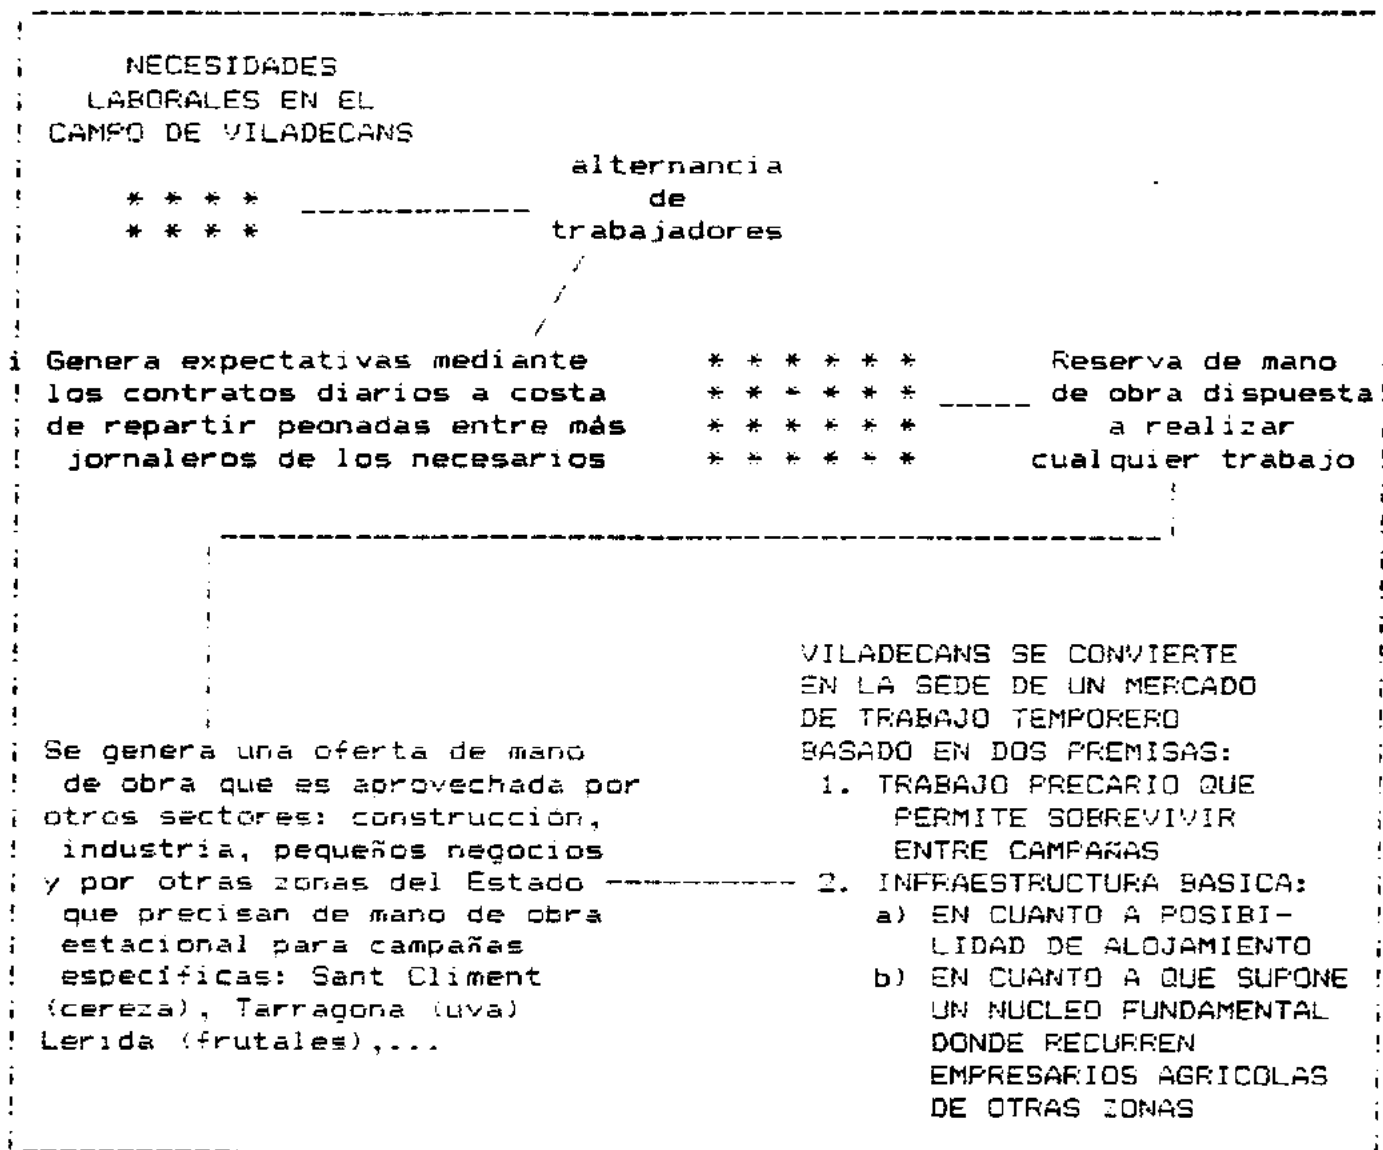 NECESIDADES
LABORALES EN EL
CAMPO DE VILADECANS
alternancia
* * * * ____________ de
* * * * trabajadores
Genera expectativas mediante
los contratos diarios a costa
de repartir peonadas entre más
jornaleros de los necesarios
* * * * * *
* * * * * *
* * * * * *
* * * * * *
Reserva de mano
de obra dispuesta
a realizar
cualquier trabajo
Se genera una oferta de mano
de obra que es aprovechada por
otros sectores: construcción,
industria, pequeños negocios
y por otras zonas del Estado
que precisan de mano de obra
estacional para campañas
específicas: Sant Climent
(cereza), Tarragona (uva)
Lerida (frutales),...
VILADECANS SE CONVIERTE
EN LA SEDE DE UN MERCADO
DE TRABAJO TEMPORERO
BASADO EN DOS PREMISAS:
1. TRABAJO PRECARIO QUE
PERMITE SOBREVIVIR
ENTRE CAMPAÑAS
2. INFRAESTRUCTURA BASICA:
a) EN CUANTO A POSIBI-
LIDAD DE ALOJAMIENTO
b) EN CUANTO A QUE SUPONE
UN NUCLEO FUNDAMENTAL
DONDE RECURREN
EMPRESARIOS AGRICOLAS
DE OTRAS ZONAS